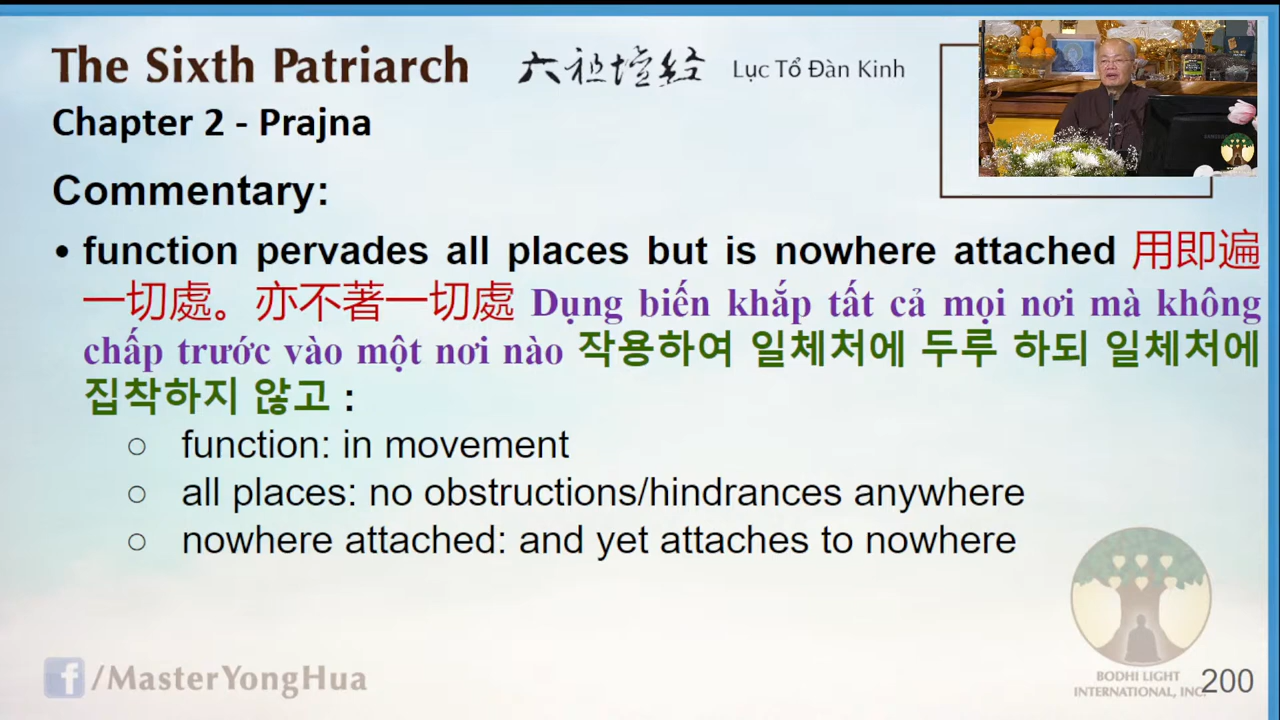 The Sixth Patriarch 六祖壇經 Lục Tổ Đàn Kinh
Chapter 2 - Prajna
Commentary:
• function pervades all places but is nowhere attached 用即遍
一切處。亦不著一切處 Dụng biến khắp tất cả mọi nơi mà không
chấp trước vào một nơi nào 작용하여 일체처에 두루 하되 일체처에
집착하지 않고 :
○ function: in movement
○ all places: no obstructions/hindrances anywhere
○ nowhere attached: and yet attaches to nowhere
f/MasterYongHua
BODHI LIGHT
INTERNATIONAL, INC.
200